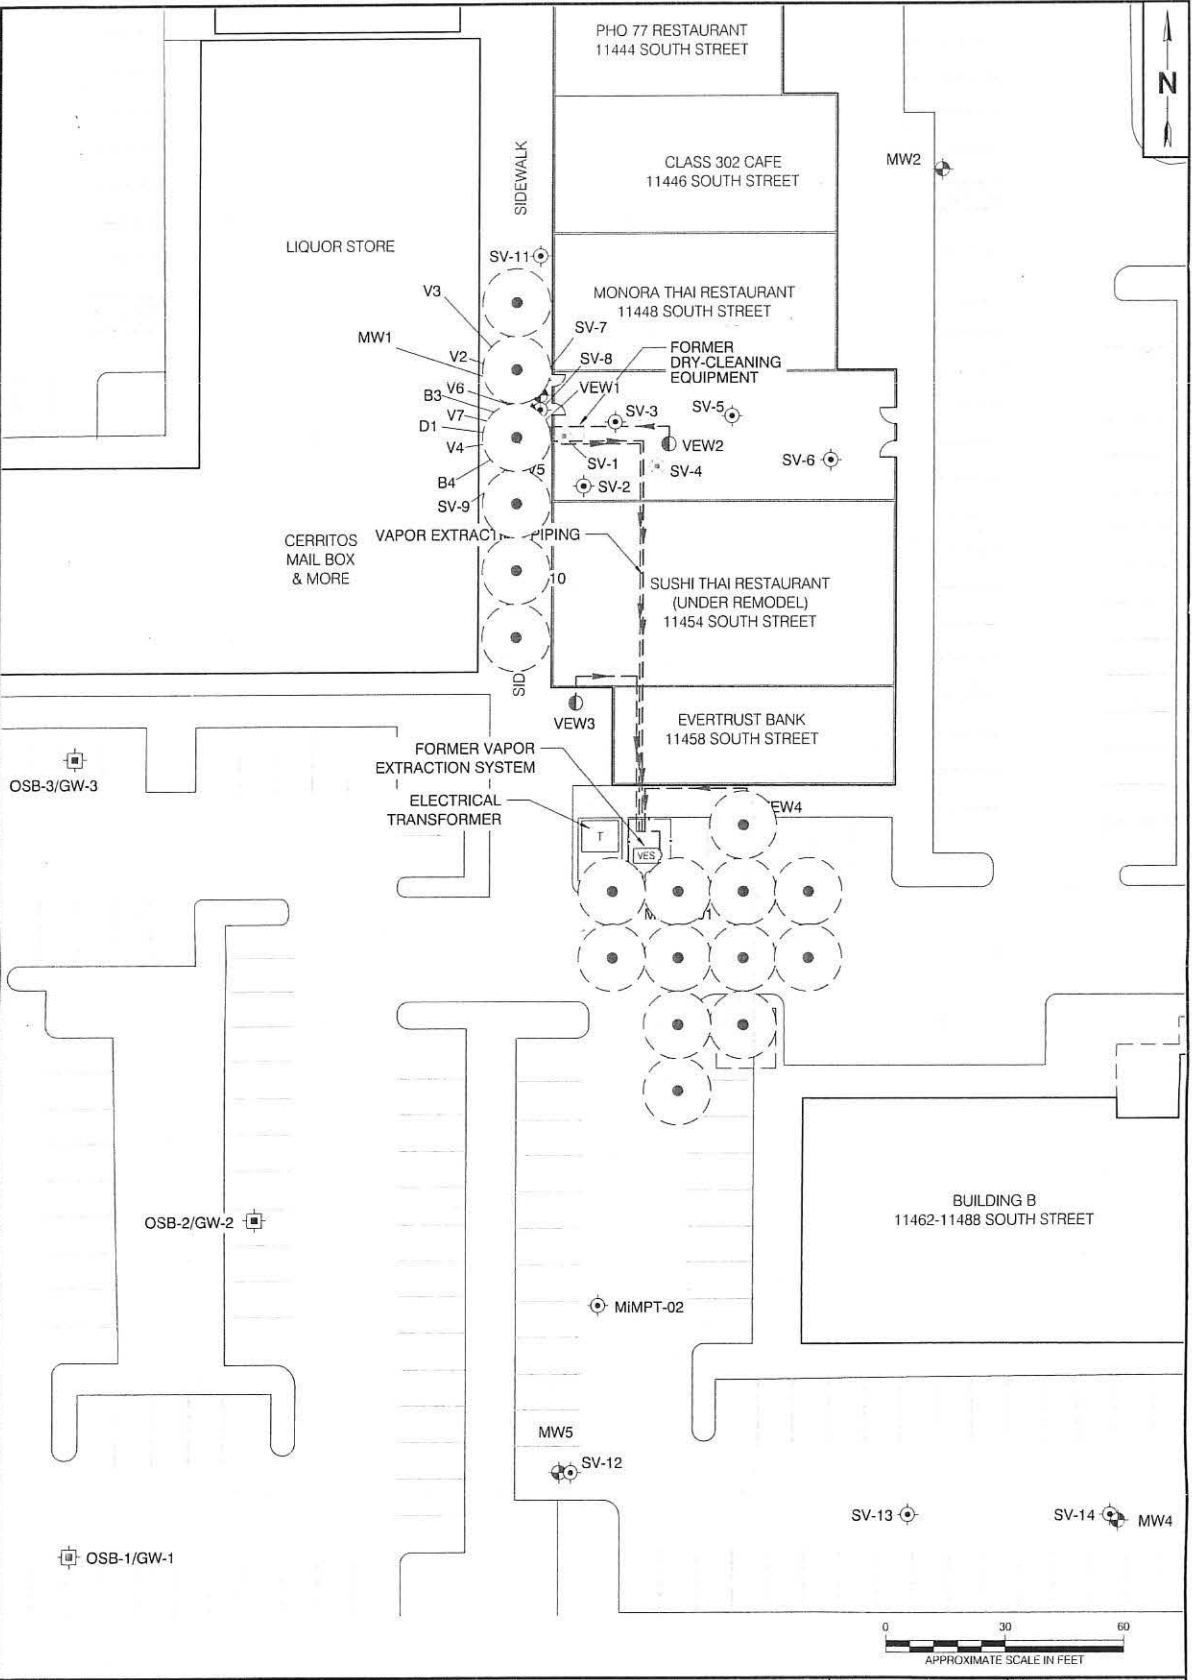 PHO 77 RESTAURANT
11444 SOUTH STREET
N
CLASS 302 CAFE
11446 SOUTH STREET
MW2
SIDEWALK
LIQUOR STORE
SV-11
MONORA THAI RESTAURANT
11448 SOUTH STREET
V3
SV-7
MW1
FORMER
DRY-CLEANING
EQUIPMENT
V2
SV-8
V6
VEW1
B3
V7
SV-3
SV-5
D1
V4
VEW2
SV-1
SV-4
SV-6
V5
B4
SV-2
SV-9
CERRITOS
MAIL BOX
& MORE
VAPOR EXTRACT
PIPING
10
SUSHI THAI RESTAURANT
(UNDER REMODEL)
11454 SOUTH STREET
SID
VEW3
EVERTRUST BANK
11458 SOUTH STREET
FORMER VAPOR
EXTRACTION SYSTEM
OSB-3/GW-3
ELECTRICAL
TRANSFORMER
EW4
T
VES
M
01
BUILDING B
11462-11488 SOUTH STREET
OSB-2/GW-2
MiMPT-02
MW5
SV-12
SV-13
SV-14
MW4
OSB-1/GW-1
0 30 60
APPROXIMATE SCALE IN FEET